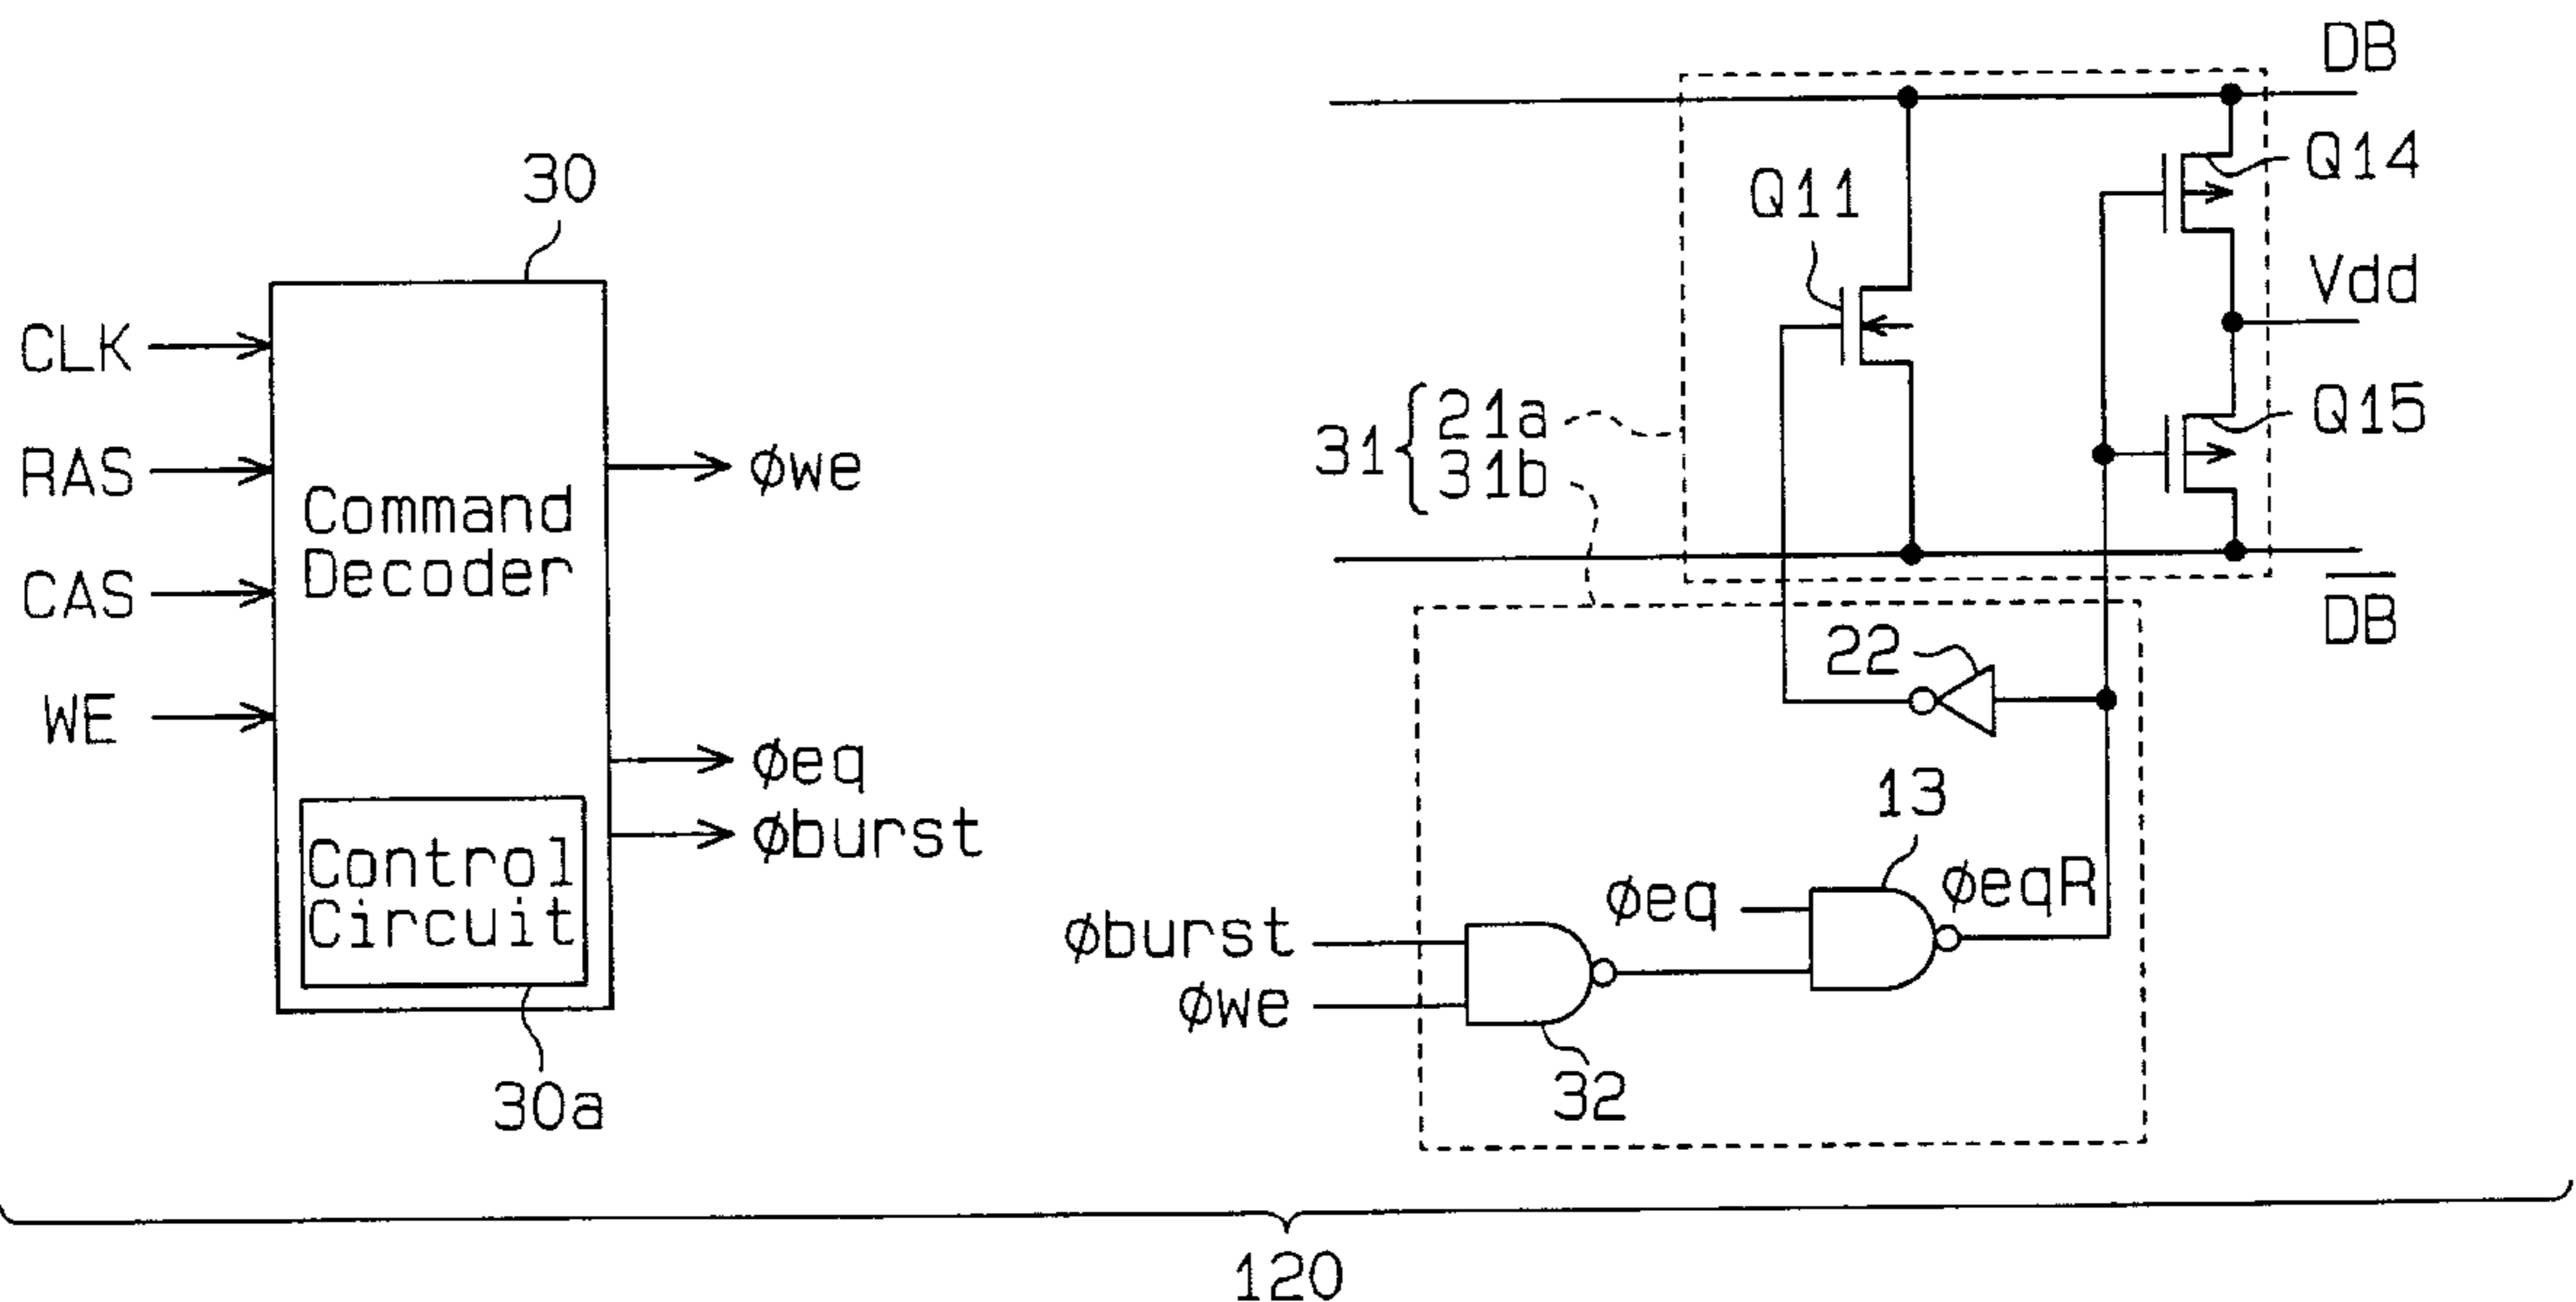 30
CLK
RAS
CAS
WE
Command
Decoder
Control
Circuit
30a
φwe
φeq
φburst
DB
Q14
Q11
Vdd
Q15
31{21a
31b
D̅B̅
22
13
φeq
φeqR
φburst
φwe
32
120